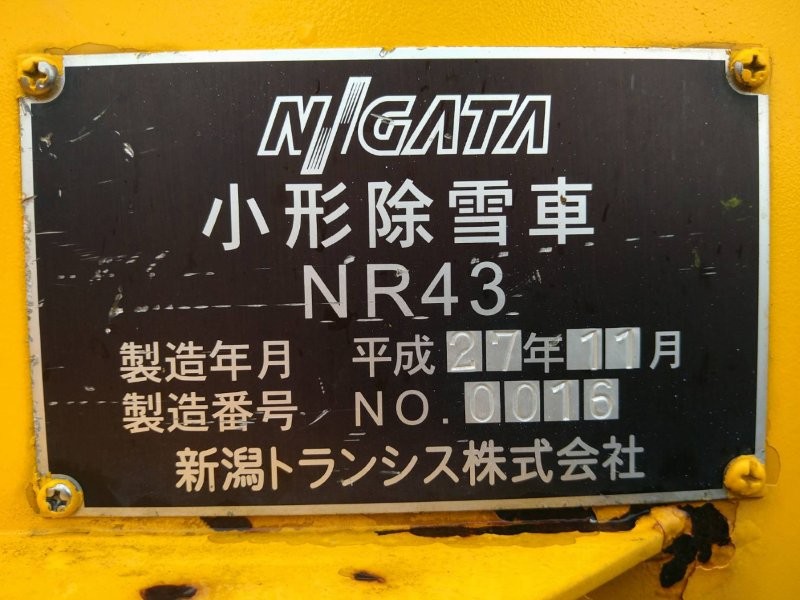 NIIGATA
小形除雪車
NR43
製造年月 平成27年11月
製造番号 NO.0016
新潟トランシス株式会社